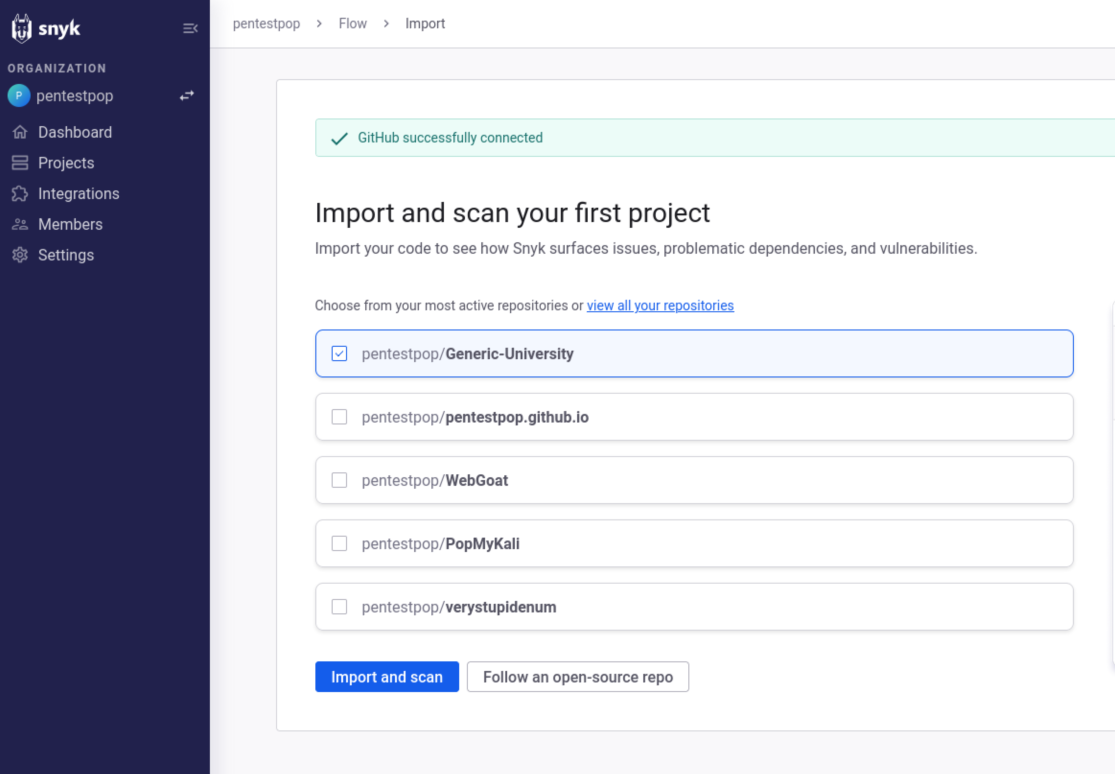 snyk
ORGANIZATION
P pentestpop
Dashboard
Projects
Integrations
Members
Settings
pentestpop > Flow > Import
GitHub successfully connected
Import and scan your first project
Import your code to see how Snyk surfaces issues, problematic dependencies, and vulnerabilities.
Choose from your most active repositories or view all your repositories
pentestpop/Generic-University
pentestpop/pentestpop.github.io
pentestpop/WebGoat
pentestpop/PopMyKali
pentestpop/verystupidenum
Import and scan Follow an open-source repo